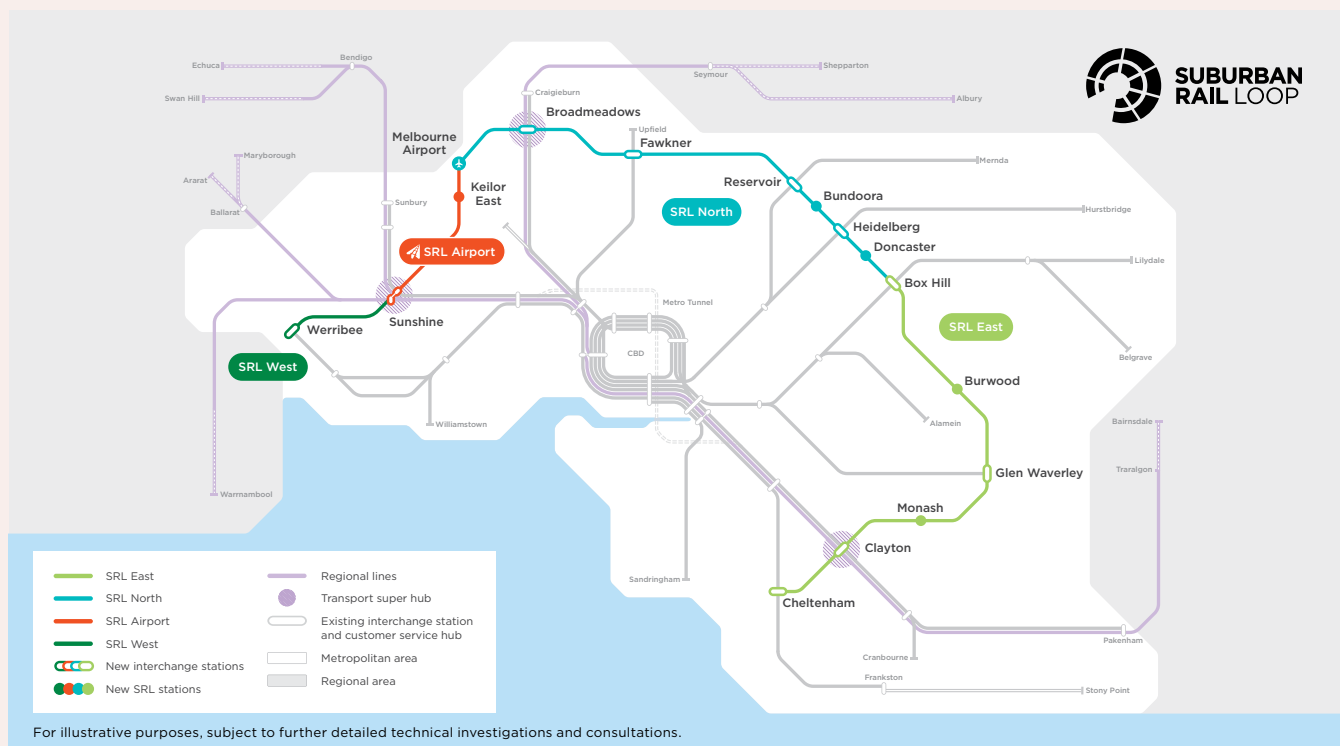 SUBURBAN
RAIL LOOP
Echuca
Bendigo
Swan Hill
Seymour
Shepparton
Albury
Craigieburn
Broadmeadows
Melbourne
Airport
Upfield
Fawkner
Maryborough
Ararat
Ballarat
Sunbury
Keilor
East
Reservoir
Mernda
Bundoora
SRL North
Hurstbridge
Heidelberg
Doncaster
SRL Airport
Box Hill
Lilydale
Metro Tunnel
Sunshine
Werribee
SRL East
CBD
Belgrave
SRL West
Burwood
Williamstown
Alamein
Bairnsdale
Traralgon
Glen Waverley
Warrnambool
Monash
Clayton
Sandringham
Cheltenham
Pakenham
Cranbourne
Frankston
Stony Point
SRL East
SRL North
SRL Airport
SRL West
New interchange stations
New SRL stations
Regional lines
Transport super hub
Existing interchange station
and customer service hub
Metropolitan area
Regional area
For illustrative purposes, subject to further detailed technical investigations and consultations.